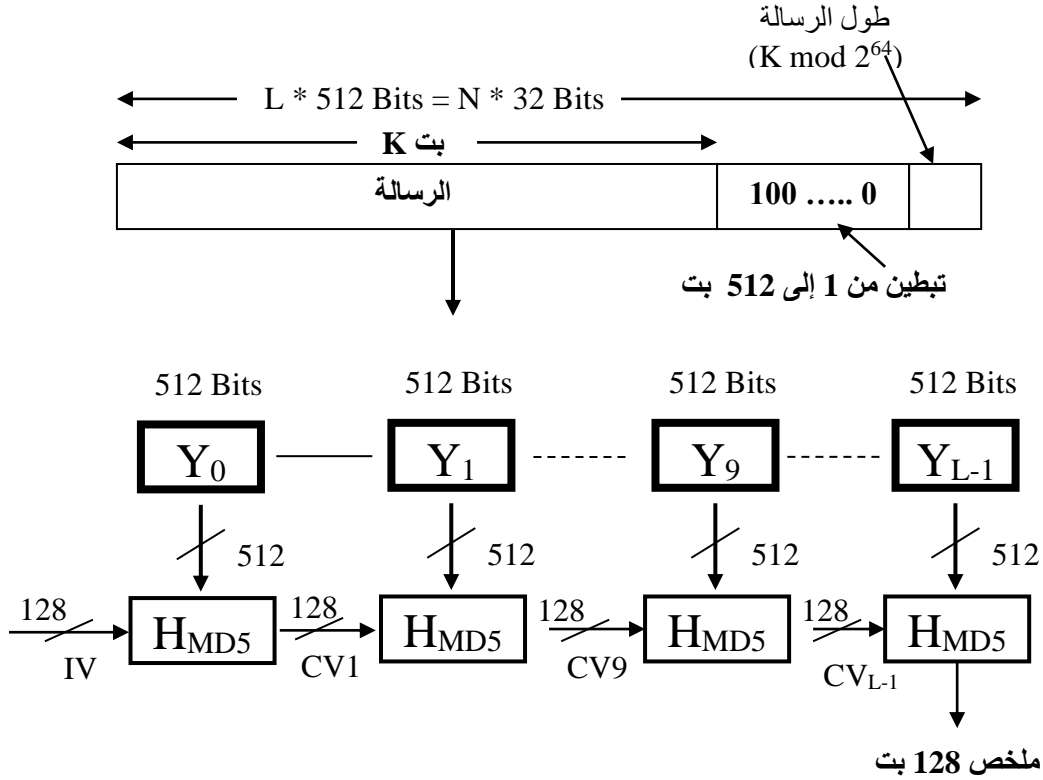 طول الرسالة
(K mod 2^64)
L * 512 Bits = N * 32 Bits
K بت
الرسالة
100 ….. 0
تبطين من 1 إلى 512 بت
512 Bits 512 Bits 512 Bits 512 Bits
Y0 Y1 Y9 YL-1
512 512 512 512
128 128 128 128
HMD5 HMD5 HMD5 HMD5
IV CV1 CV9 CVL-1
ملخص 128 بت